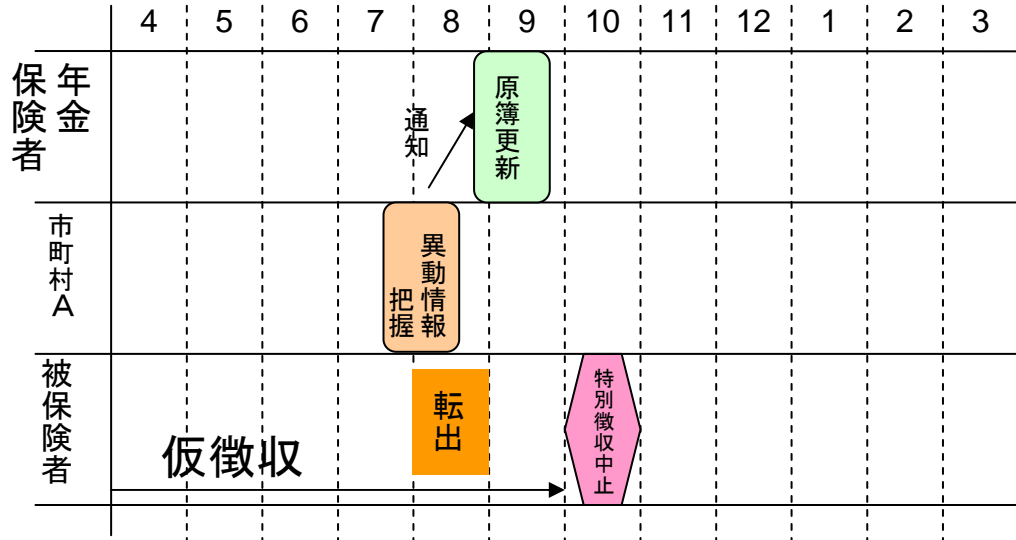 4 5 6 7 8 9 10 11 12 1 2 3
年金
保険者
通知
原簿更新
市町村A
異動情報
把握
被保険者
仮徴収
転出
特別徴収中止